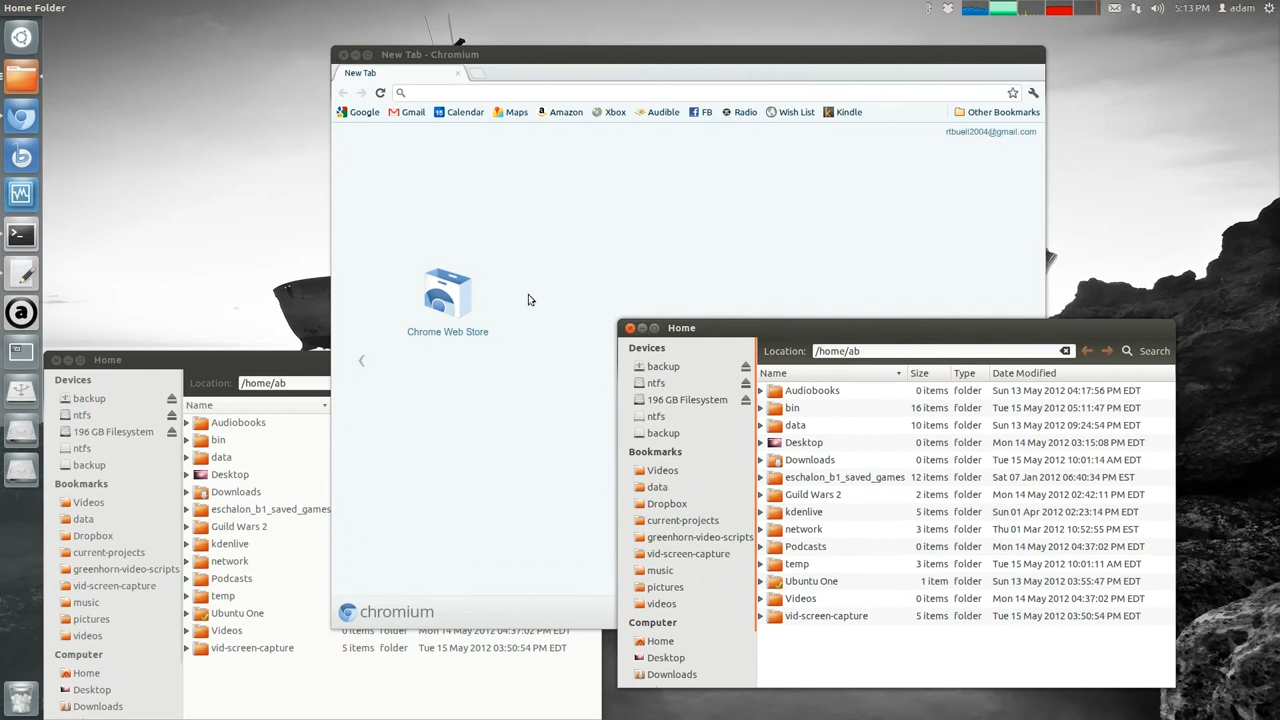 Home Folder
5:13 PM adam
New Tab - Chromium
New Tab
Google Gmail Calendar Maps Amazon Xbox Audible FB Radio Wish List Kindle Other Bookmarks
rtbuell2004@gmail.com
Chrome Web Store
chromium
Home
Devices
backup
ntfs
196 GB Filesystem
ntfs
backup
Bookmarks
Videos
data
Dropbox
current-projects
greenhorn-video-scripts
vid-screen-capture
music
pictures
videos
Computer
Home
Desktop
Downloads
Location: /home/ab
Name
Audiobooks
bin
data
Desktop
Downloads
eschalon_b1_saved_games
Guild Wars 2
kdenlive
network
Podcasts
temp
Ubuntu One
Videos 0 items folder Mon 14 May 2012 04:37:02 PM EDT
vid-screen-capture 5 items folder Tue 15 May 2012 03:50:54 PM EDT
Home
Devices
backup
ntfs
196 GB Filesystem
ntfs
backup
Bookmarks
Videos
data
Dropbox
current-projects
greenhorn-video-scripts
vid-screen-capture
music
pictures
videos
Computer
Home
Desktop
Downloads
Location: /home/ab Search
Name Size Type Date Modified
Audiobooks 0 items folder Sun 13 May 2012 04:17:56 PM EDT
bin 16 items folder Tue 15 May 2012 05:11:47 PM EDT
data 10 items folder Sun 13 May 2012 09:24:54 PM EDT
Desktop 0 items folder Mon 14 May 2012 03:15:08 PM EDT
Downloads 0 items folder Tue 15 May 2012 10:01:14 AM EDT
eschalon_b1_saved_games 12 items folder Sat 07 Jan 2012 06:40:34 PM EST
Guild Wars 2 2 items folder Mon 14 May 2012 02:42:11 PM EDT
kdenlive 5 items folder Sun 01 Apr 2012 02:23:14 PM EDT
network 3 items folder Thu 01 Mar 2012 10:52:55 PM EST
Podcasts 0 items folder Mon 14 May 2012 04:37:02 PM EDT
temp 3 items folder Tue 15 May 2012 10:01:11 AM EDT
Ubuntu One 1 item folder Sun 13 May 2012 03:55:47 PM EDT
Videos 0 items folder Mon 14 May 2012 04:37:02 PM EDT
vid-screen-capture 5 items folder Tue 15 May 2012 03:50:54 PM EDT